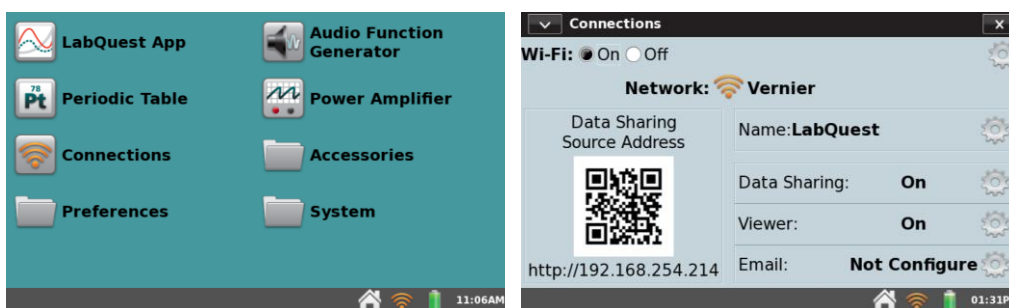 LabQuest App
Audio Function
Generator
78
Pt
Periodic Table
Power Amplifier
Connections
Accessories
Preferences
System
11:06AM
Connections
x
Wi-Fi: On Off
Network: Vernier
Data Sharing
Source Address
http://192.168.254.214
Name:LabQuest
Data Sharing: On
Viewer: On
Email: Not Configure
01:31P